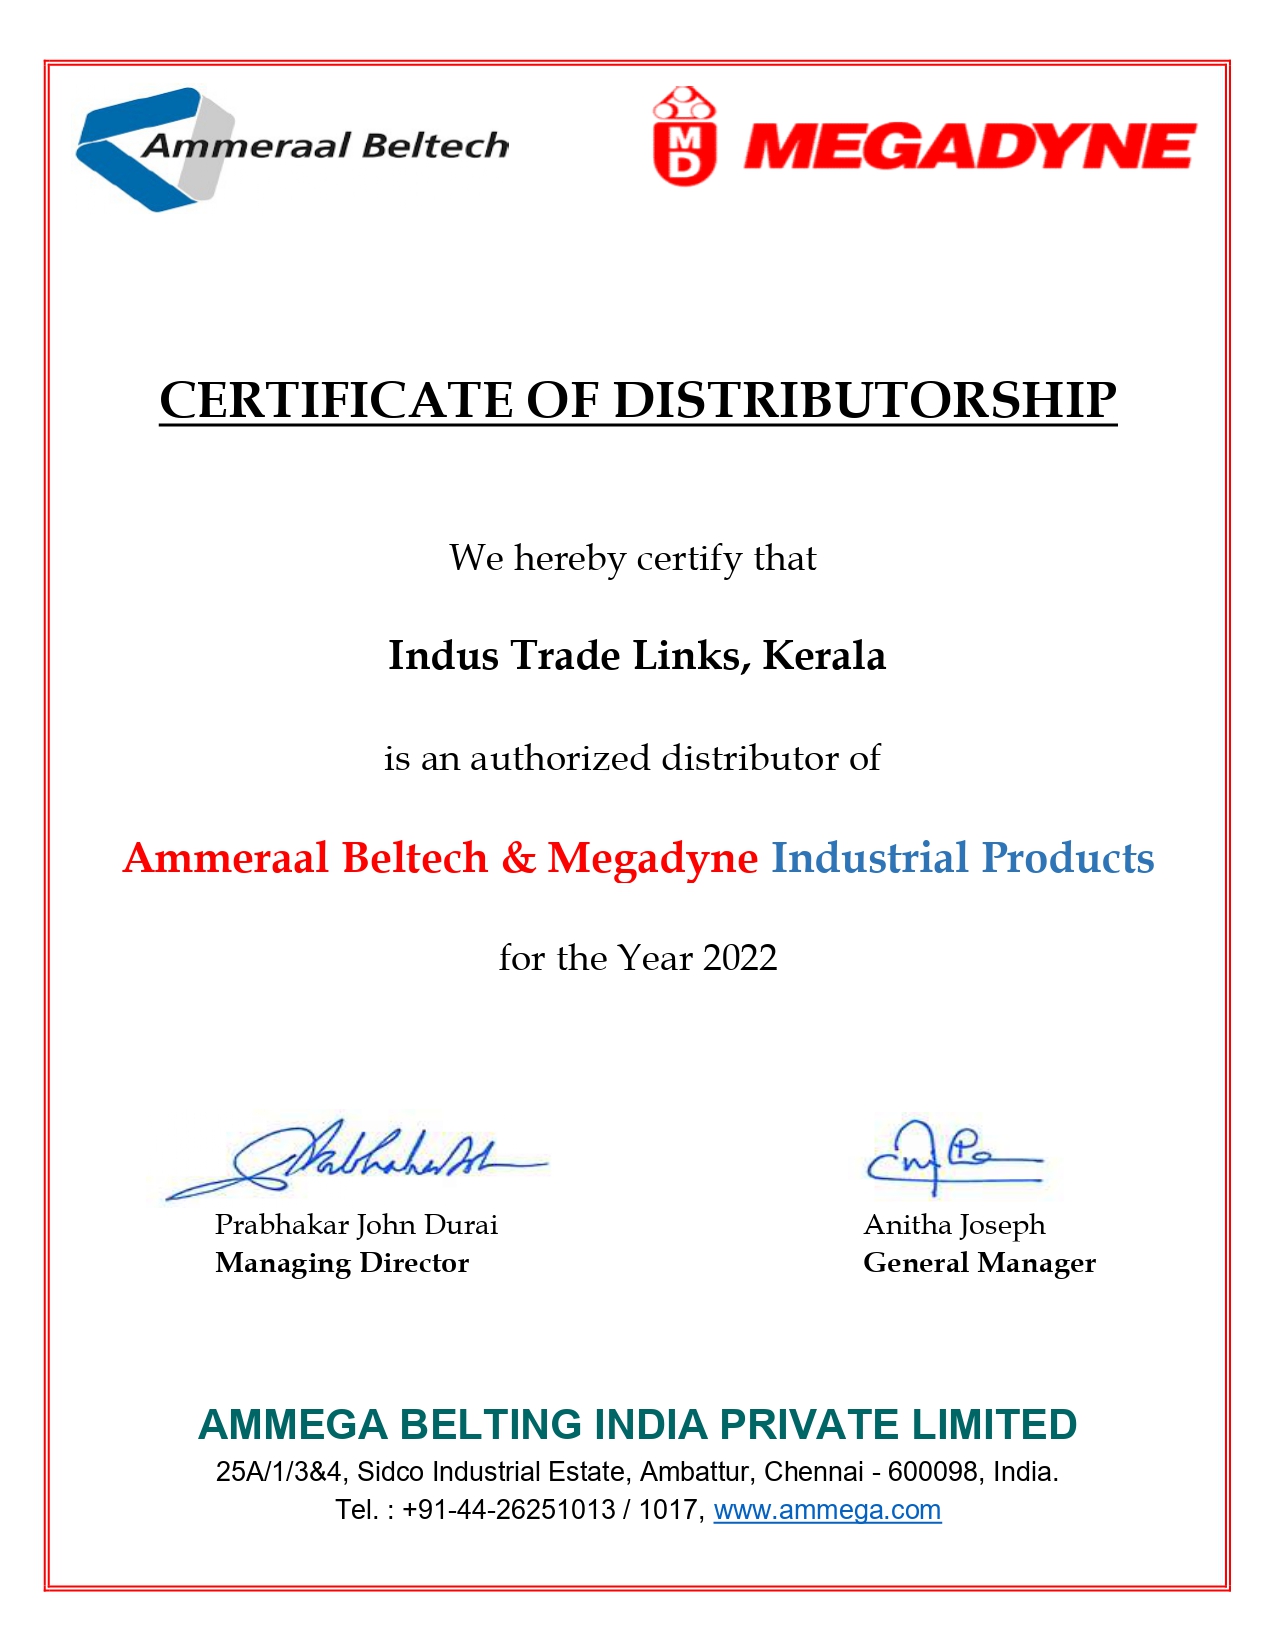 Ammeraal Beltech
MD MEGADYNE
CERTIFICATE OF DISTRIBUTORSHIP
We hereby certify that
Indus Trade Links, Kerala
is an authorized distributor of
Ammeraal Beltech & Megadyne Industrial Products
for the Year 2022
Prabhakar John Durai
Managing Director
Anitha Joseph
General Manager
AMMEGA BELTING INDIA PRIVATE LIMITED
25A/1/3&4, Sidco Industrial Estate, Ambattur, Chennai - 600098, India.
Tel. : +91-44-26251013 / 1017, www.ammega.com